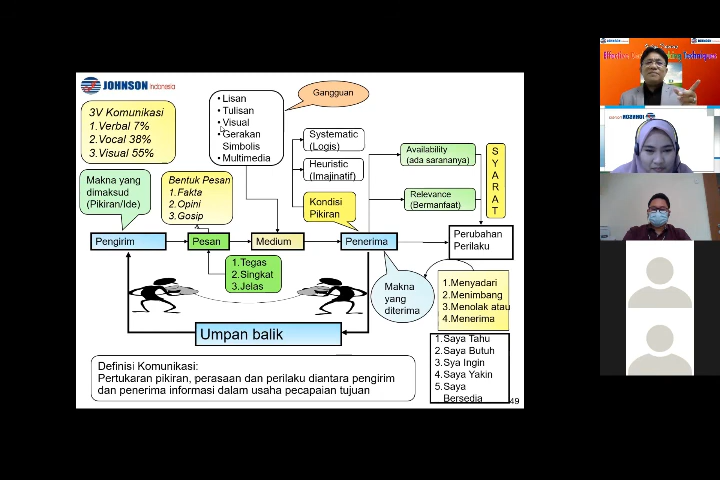 JOHNSON Indonesia
3V Komunikasi
1.Verbal 7%
2.Vocal 38%
3.Visual 55%
• Lisan
• Tulisan
• Visual
• Gerakan
Simbolis
• Multimedia
Gangguan
Systematic
(Logis)
Heuristic
(Imajinatif)
Kondisi
Pikiran
Availability
(ada sarananya)
Relevance
(Bermanfaat)
S
Y
A
R
A
T
Makna yang
dimaksud
(Pikiran/Ide)
Bentuk Pesan
1.Fakta
2.Opini
3.Gosip
Pengirim
Pesan
Medium
Penerima
Perubahan
Perilaku
1.Tegas
2.Singkat
3.Jelas
Makna
yang
diterima
1.Menyadari
2.Menimbang
3.Menolak atau
4.Menerima
Umpan balik
1.Saya Tahu
2.Saya Butuh
3.Sya Ingin
4.Saya Yakin
5.Saya
Bersedia
Definisi Komunikasi:
Pertukaran pikiran, perasaan dan perilaku diantara pengirim
dan penerima informasi dalam usaha pecapaian tujuan
49
JOHNSON
JOHNSON
Techniques